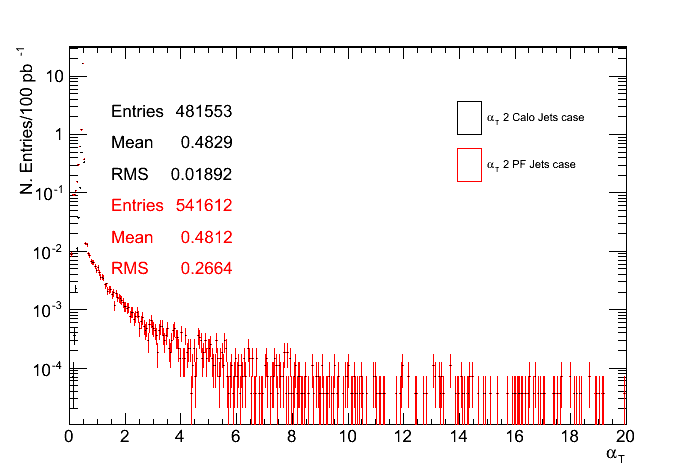 N. Entries/100 pb⁻¹
10
1
10⁻¹
10⁻²
10⁻³
10⁻⁴
Entries 481553
Mean 0.4829
RMS 0.01892
Entries 541612
Mean 0.4812
RMS 0.2664
α_T 2 Calo Jets case
α_T 2 PF Jets case
0 2 4 6 8 10 12 14 16 18 20
α_T